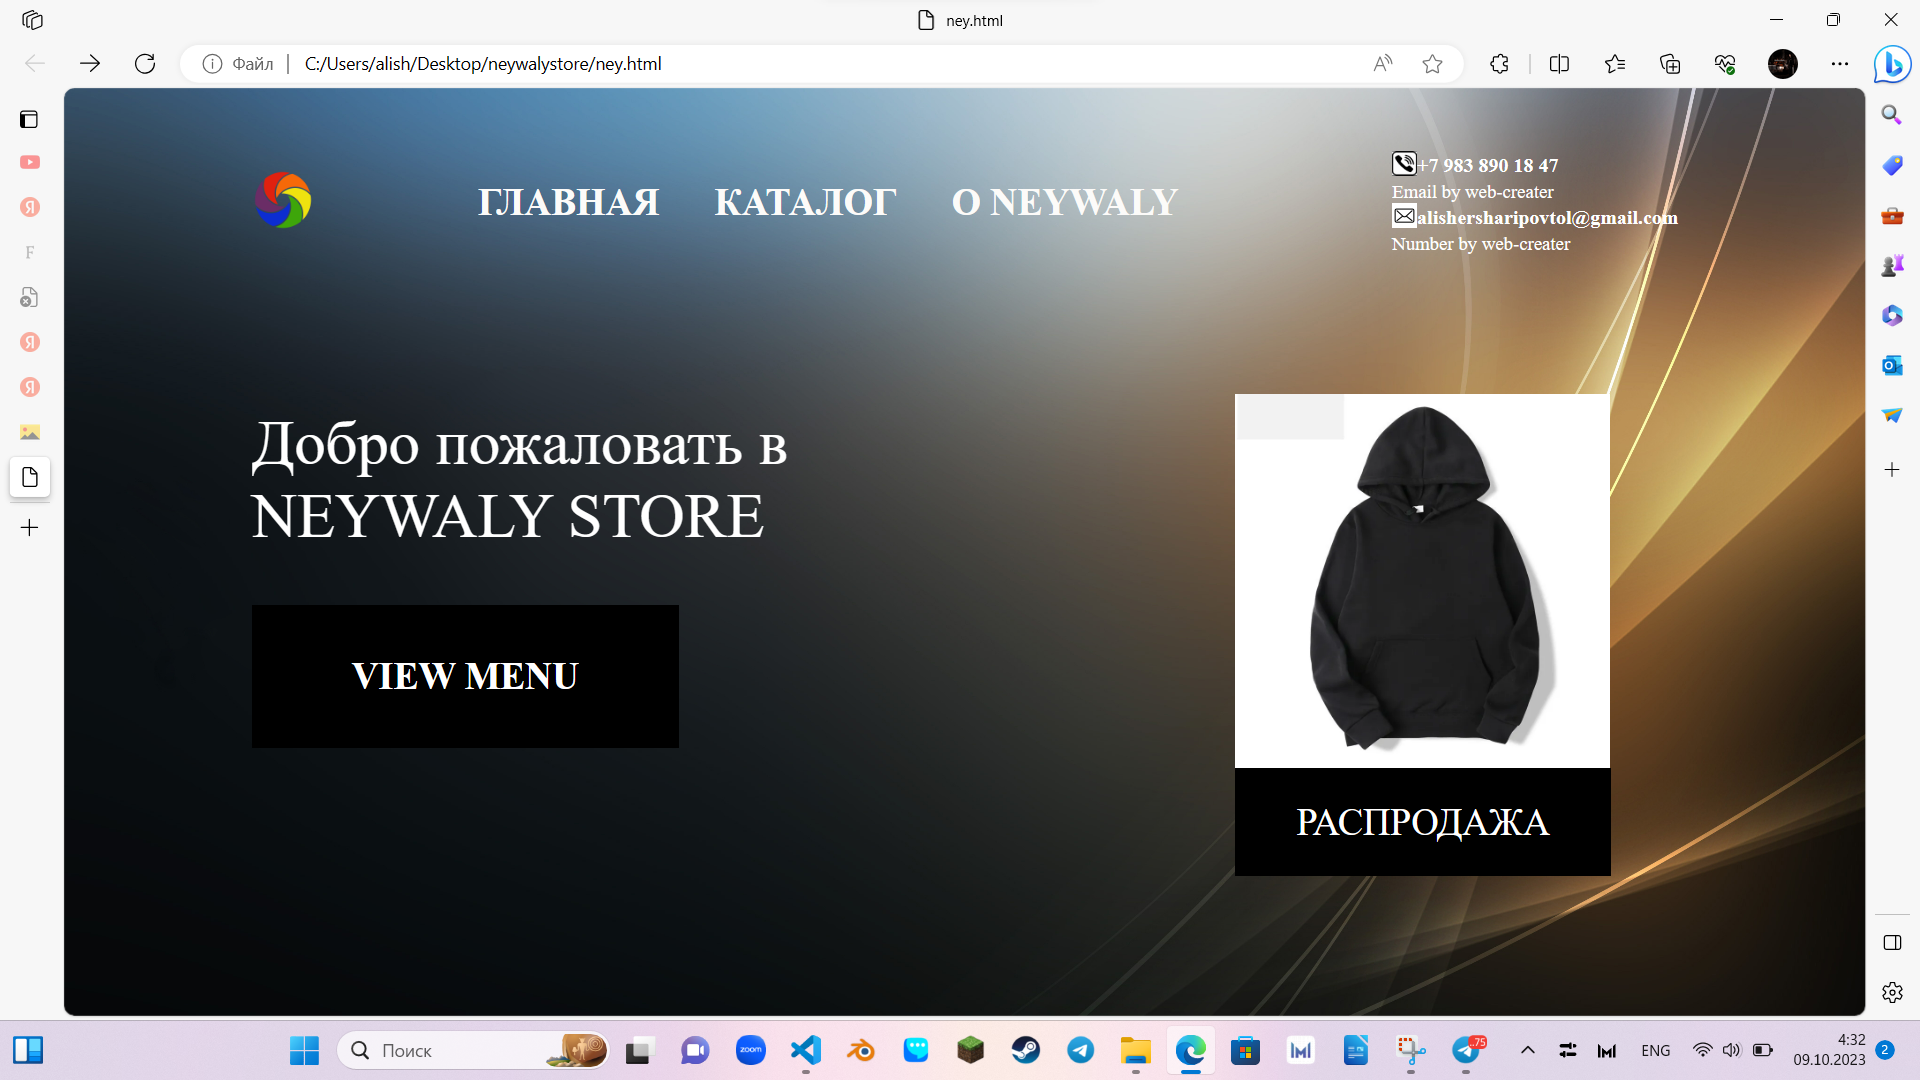 ney.html
Файл
C:/Users/alish/Desktop/neywalystore/ney.html
ГЛАВНАЯ
КАТАЛОГ
О NEYWALY
+7 983 890 18 47
Email by web-creater
alishersharipovtol@gmail.com
Number by web-creater
Добро пожаловать в
NEYWALY STORE
VIEW MENU
РАСПРОДАЖА
Поиск
zoom
..75
ENG
4:32
09.10.2023
2